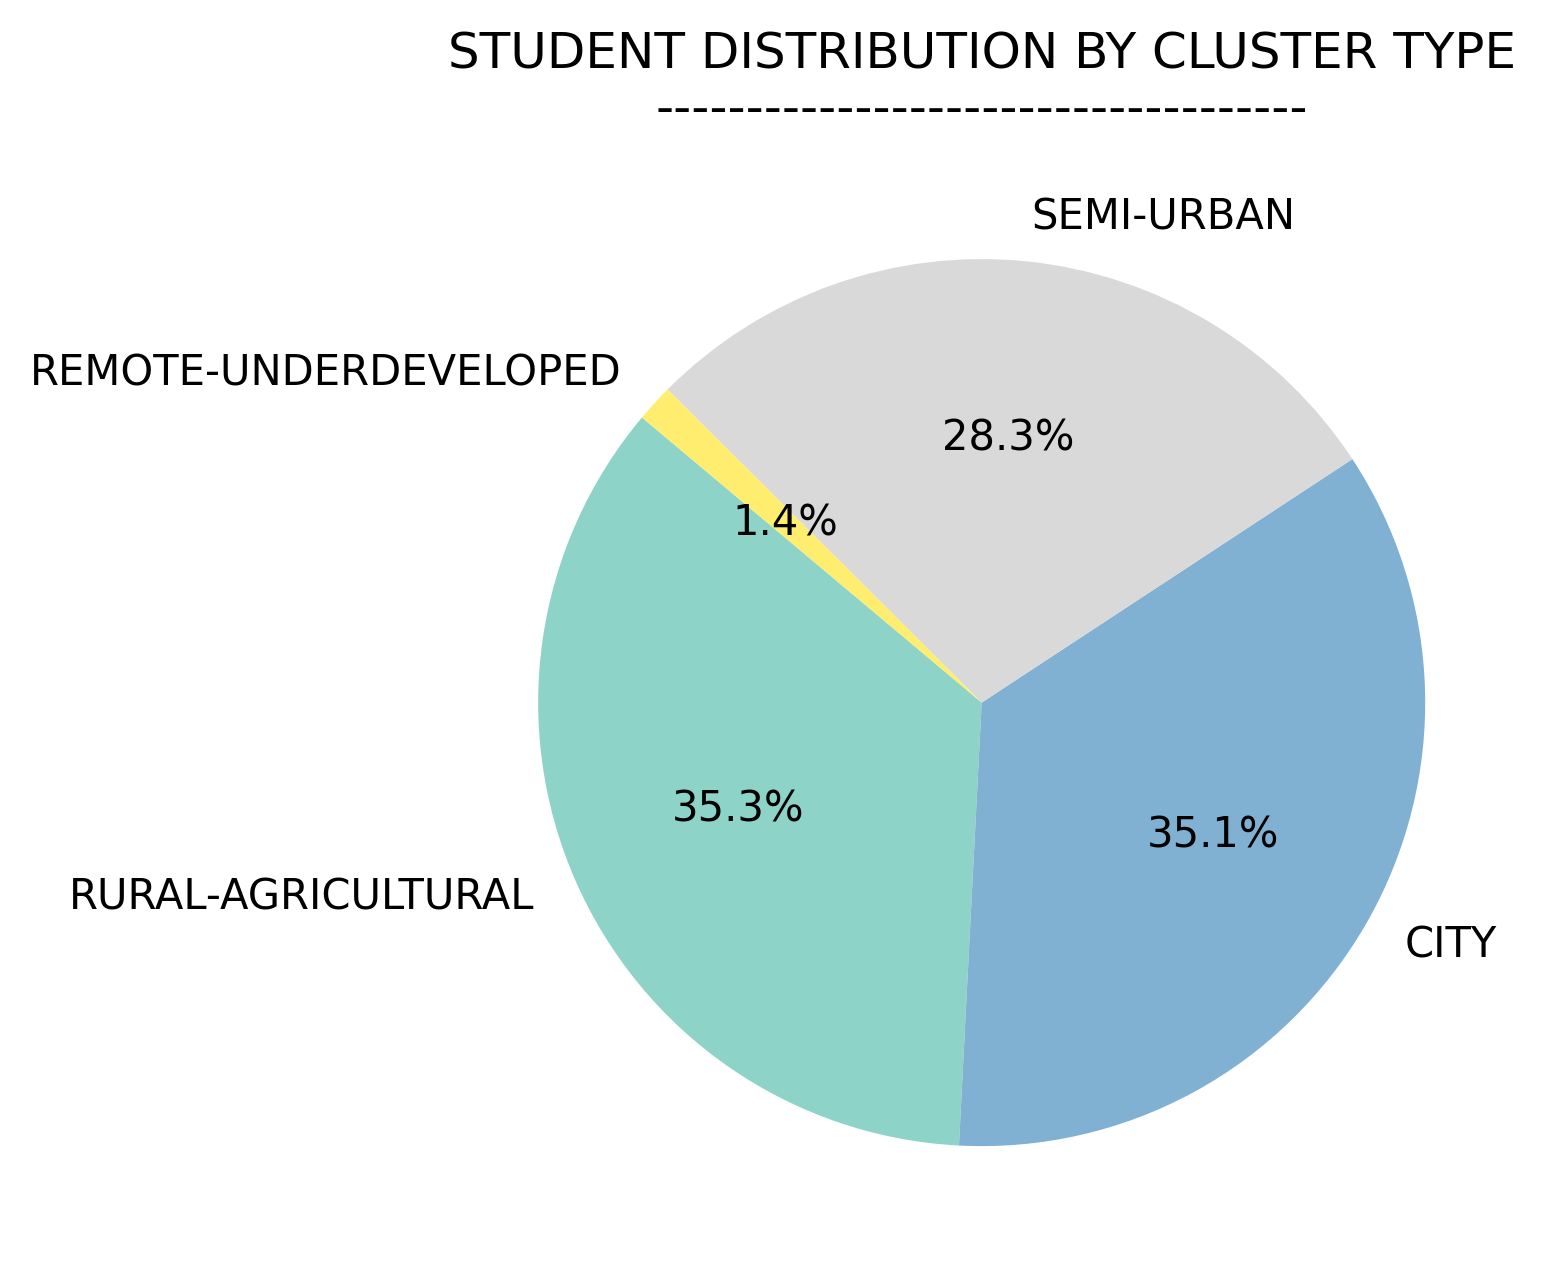 STUDENT DISTRIBUTION BY CLUSTER TYPE
------------------------------------
SEMI-URBAN
REMOTE-UNDERDEVELOPED
28.3%
1.4%
35.3%
35.1%
RURAL-AGRICULTURAL
CITY